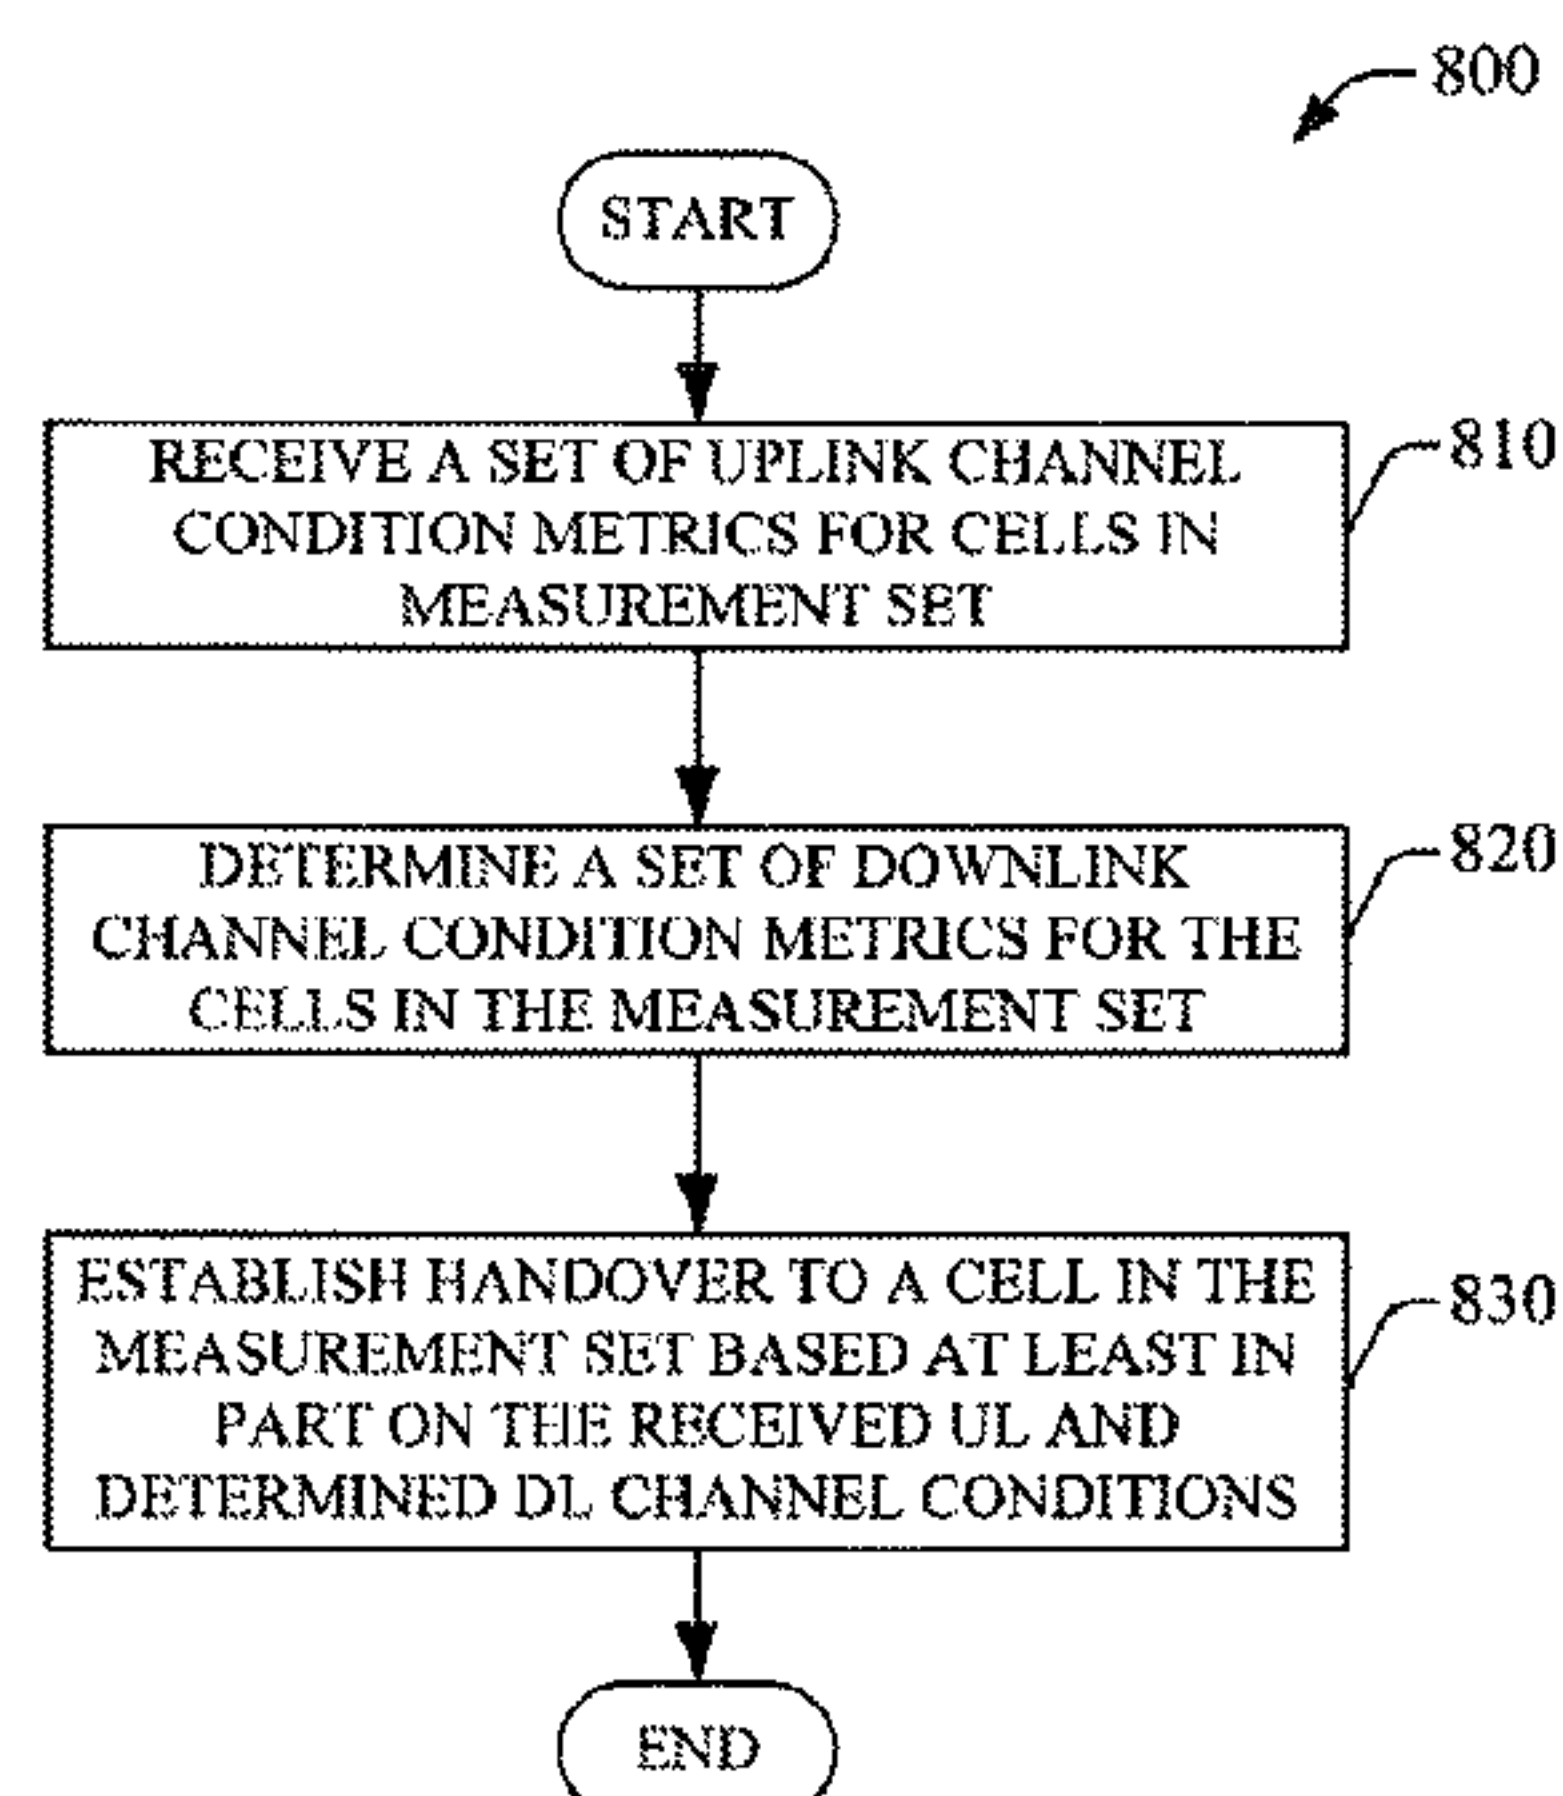 800
START
RECEIVE A SET OF UPLINK CHANNEL
CONDITION METRICS FOR CELLS IN
MEASUREMENT SET
810
DETERMINE A SET OF DOWNLINK
CHANNEL CONDITION METRICS FOR THE
CELLS IN THE MEASUREMENT SET
820
ESTABLISH HANDOVER TO A CELL IN THE
MEASUREMENT SET BASED AT LEAST IN
PART ON THE RECEIVED UL AND
DETERMINED DL CHANNEL CONDITIONS
830
END